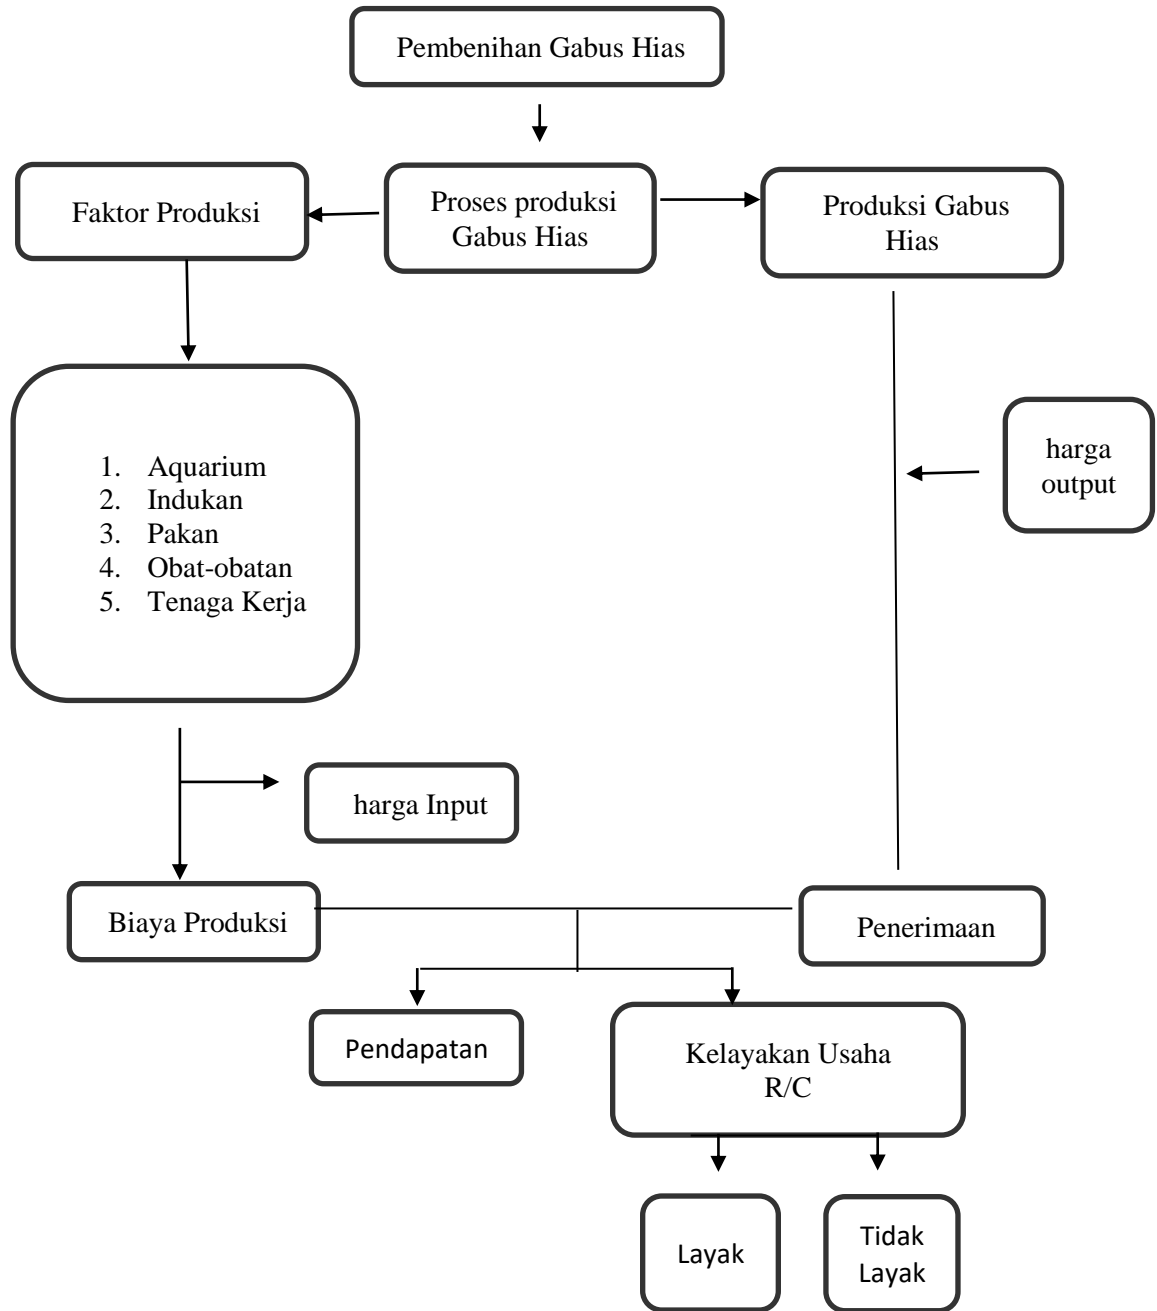 Pembenihan Gabus Hias
Faktor Produksi
Proses produksi
Gabus Hias
Produksi Gabus
Hias
1. Aquarium
2. Indukan
3. Pakan
4. Obat-obatan
5. Tenaga Kerja
harga
output
harga Input
Biaya Produksi
Penerimaan
Pendapatan
Kelayakan Usaha
R/C
Layak
Tidak
Layak